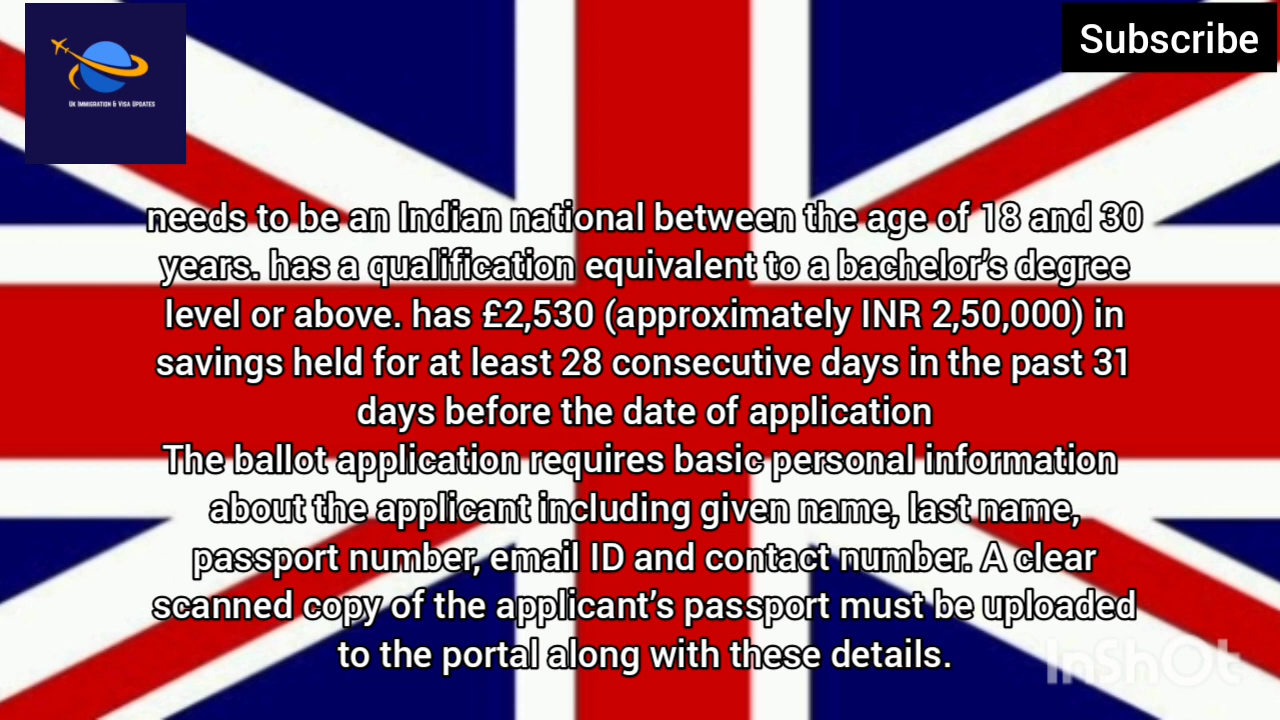 UK IMMIGRATION & VISA UPDATES
Subscribe
needs to be an Indian national between the age of 18 and 30
years. has a qualification equivalent to a bachelor's degree
level or above. has £2,530 (approximately INR 2,50,000) in
savings held for at least 28 consecutive days in the past 31
days before the date of application
The ballot application requires basic personal information
about the applicant including given name, last name,
passport number, email ID and contact number. A clear
scanned copy of the applicant's passport must be uploaded
to the portal along with these details.
InShOt